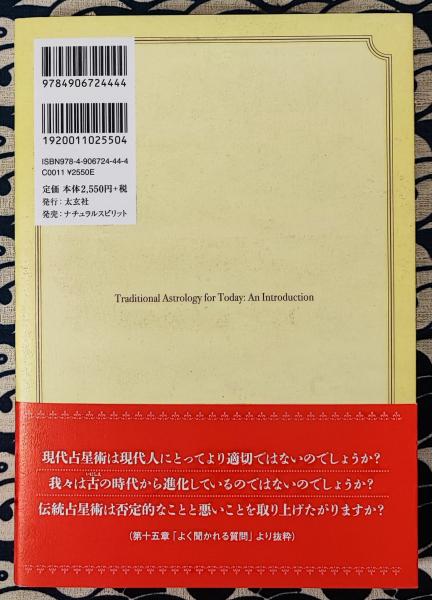 9784906724444
1920011025504
ISBN978-4-906724-44-4
C0011 ¥2550E
定価 本体2,550円+税
発行：太玄社
発売：ナチュラルスピリット
Traditional Astrology for Today: An Introduction
現代占星術は現代人にとってより適切ではないのでしょうか?
いにしえ
我々は古の時代から進化しているのではないのでしょうか?
伝統占星術は否定的なことと悪いことを取り上げたがりますか?
(第十五章「よく聞かれる質問」より抜粋)